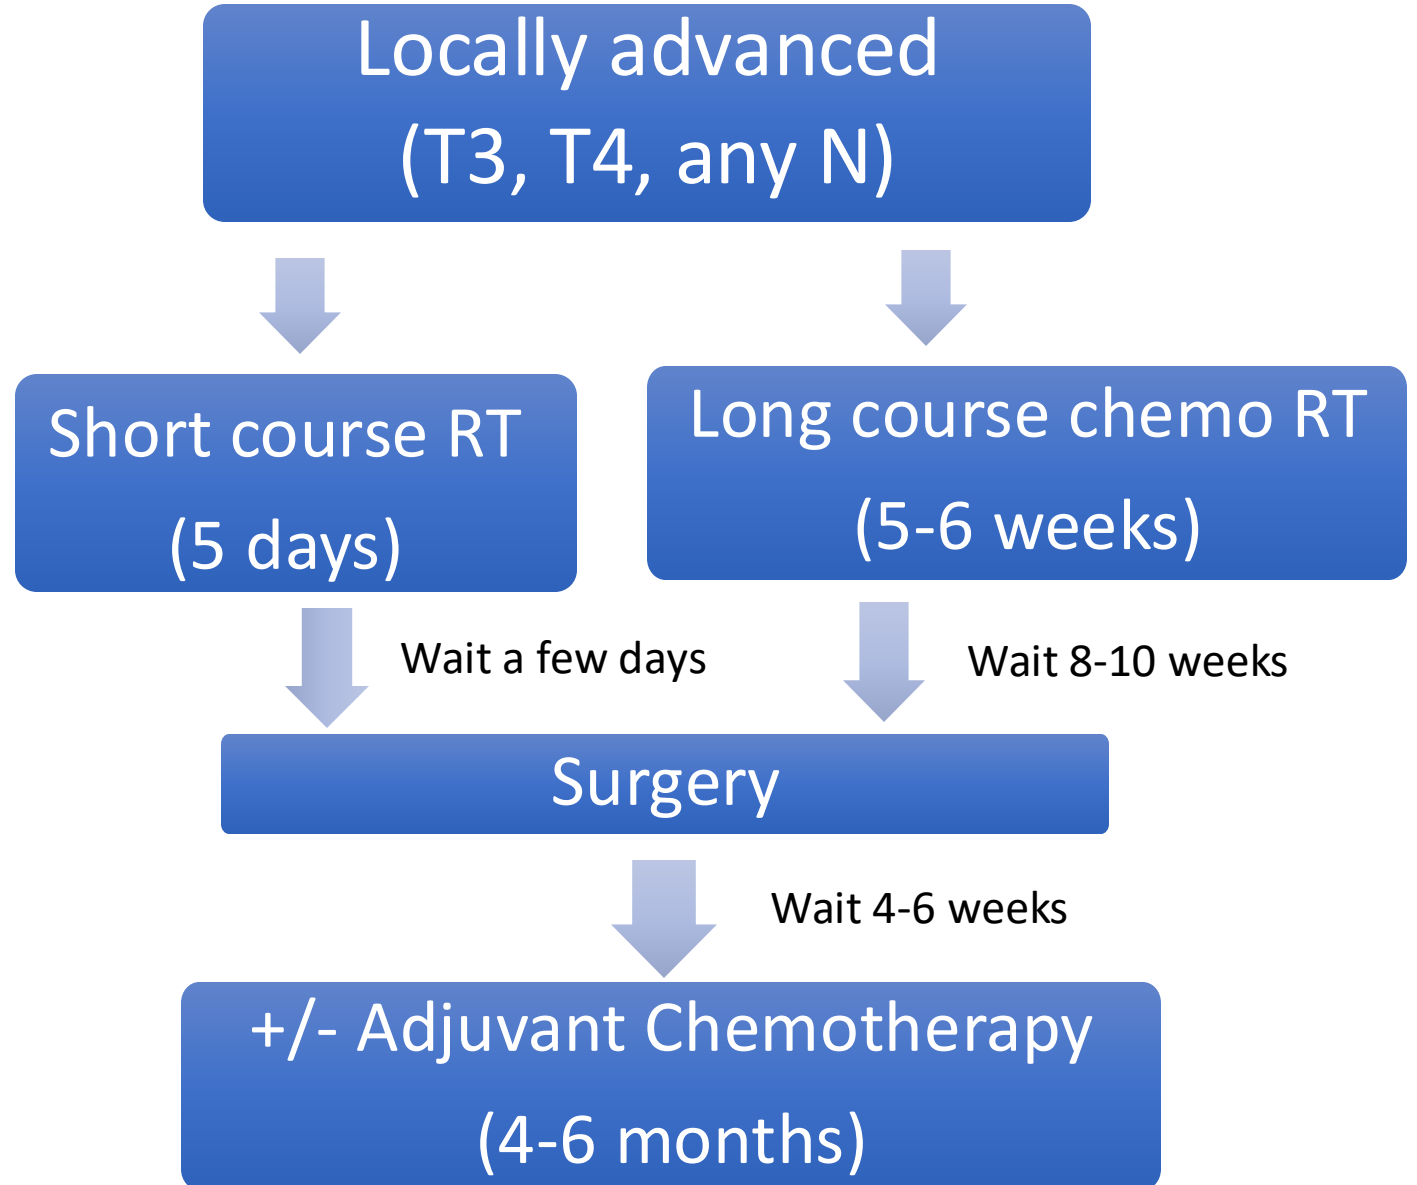 Locally advanced
(T3, T4, any N)
Short course RT
(5 days)
Long course chemo RT
(5-6 weeks)
Wait a few days
Wait 8-10 weeks
Surgery
Wait 4-6 weeks
+/- Adjuvant Chemotherapy
(4-6 months)